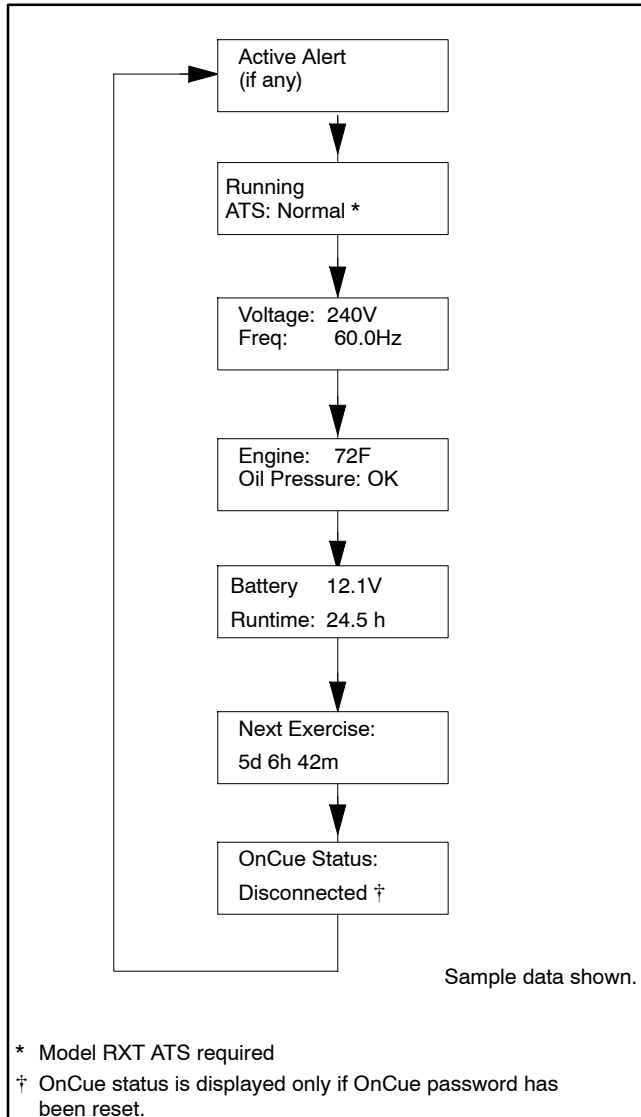 Active Alert
(if any)
Running
ATS: Normal *
Voltage: 240V
Freq: 60.0Hz
Engine: 72F
Oil Pressure: OK
Battery 12.1V
Runtime: 24.5 h
Next Exercise:
5d 6h 42m
OnCue Status:
Disconnected †
Sample data shown.
* Model RXT ATS required
† OnCue status is displayed only if OnCue password has
been reset.